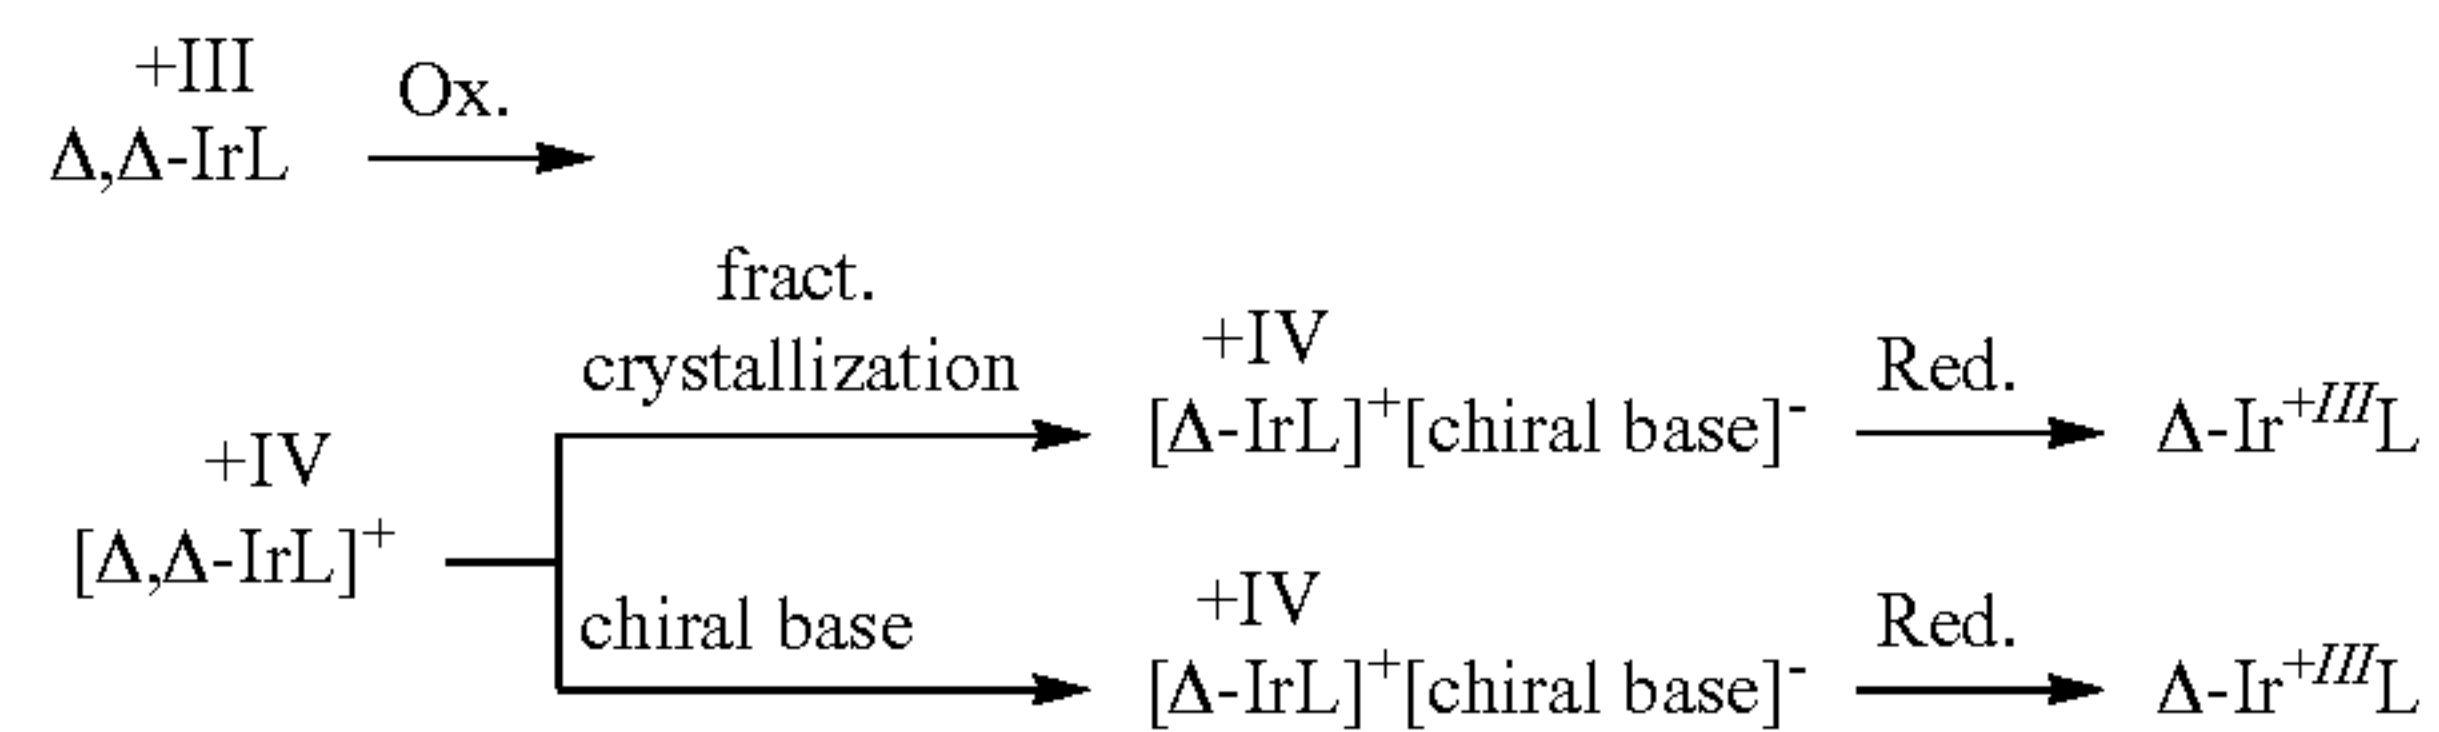 +III
Δ,Δ-IrL
Ox.
fract.
crystallization
+IV
[Δ,Δ-IrL]⁺
chiral base
+IV
[Δ-IrL]⁺[chiral base]⁻
Red.
Δ-Ir⁺ᴵᴵᴵL
+IV
[Δ-IrL]⁺[chiral base]⁻
Red.
Δ-Ir⁺ᴵᴵᴵL